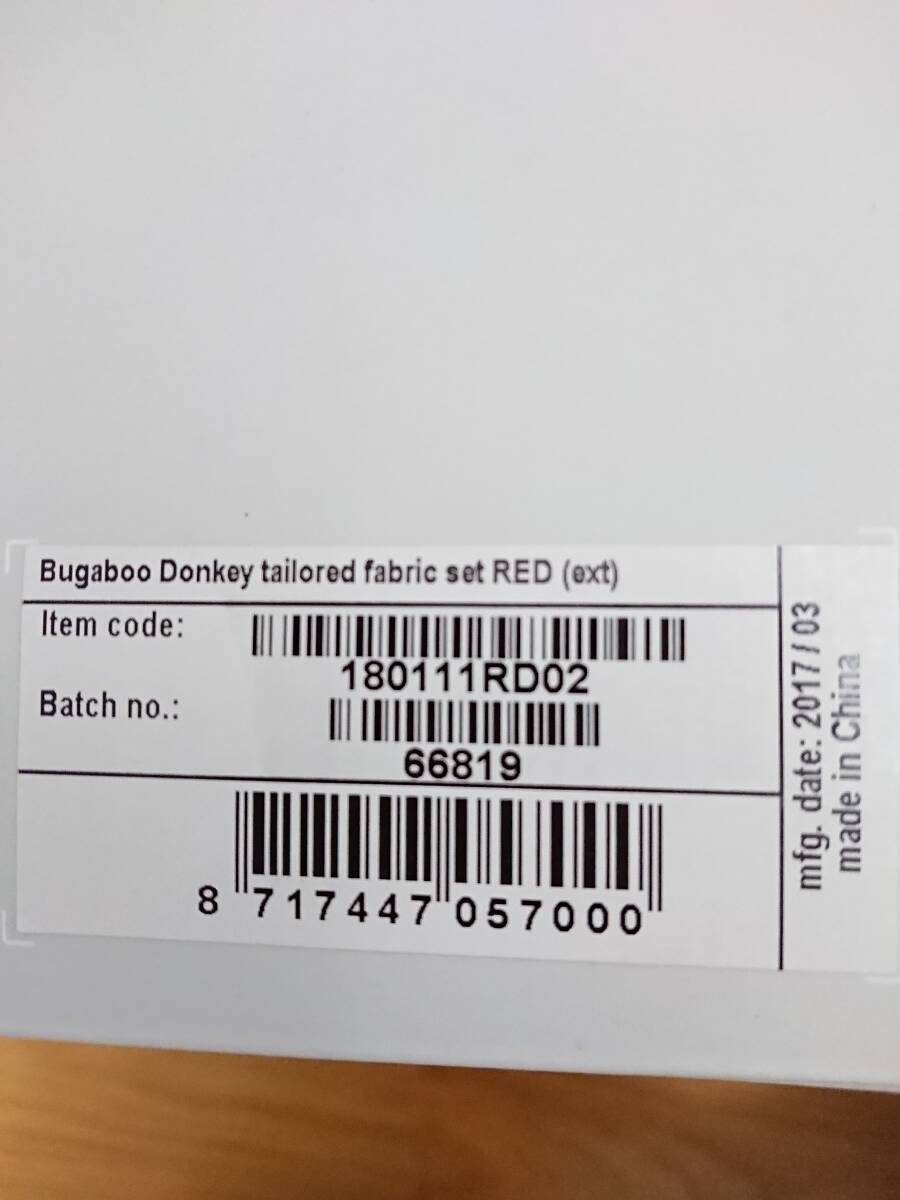 Bugaboo Donkey tailored fabric set RED (ext)
Item code:
180111RD02
Batch no.:
66819
8 717447 057000
mfg. date: 2017 / 03
made in China